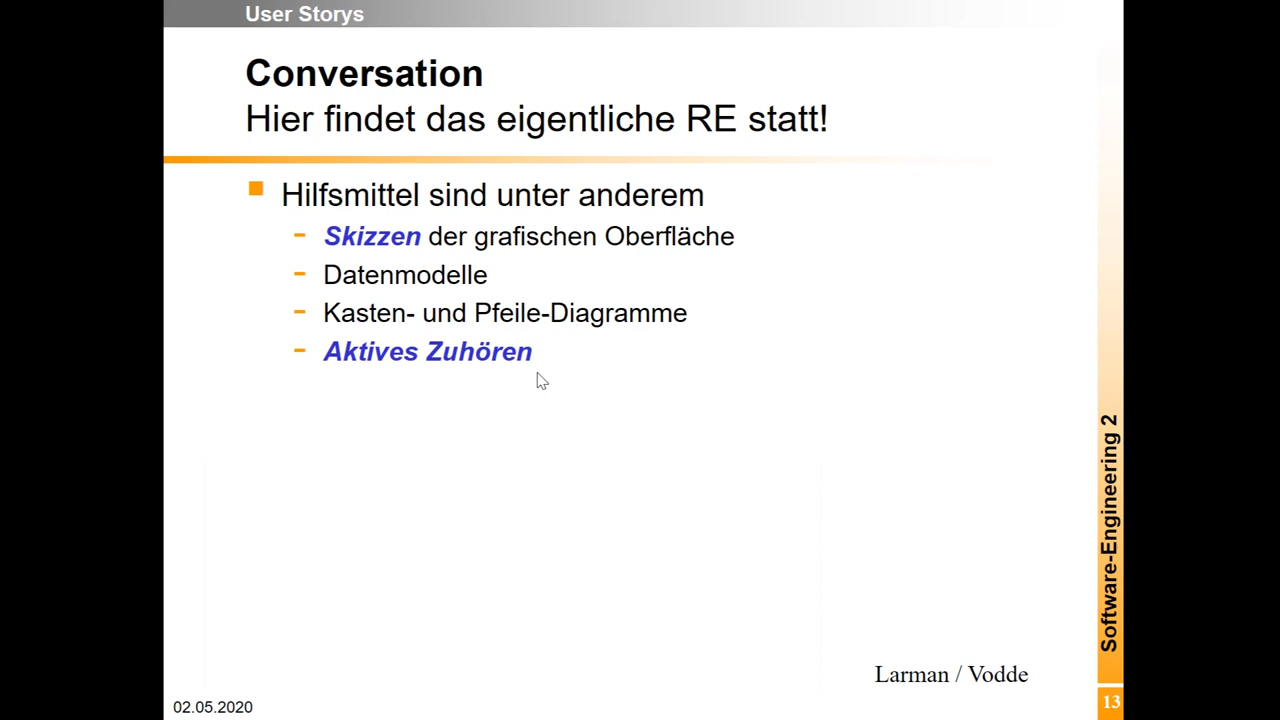 User Storys
Conversation
Hier findet das eigentliche RE statt!
Hilfsmittel sind unter anderem
- Skizzen der grafischen Oberfläche
- Datenmodelle
- Kasten- und Pfeile-Diagramme
- Aktives Zuhören
Software-Engineering 2
Larman / Vodde
02.05.2020
13